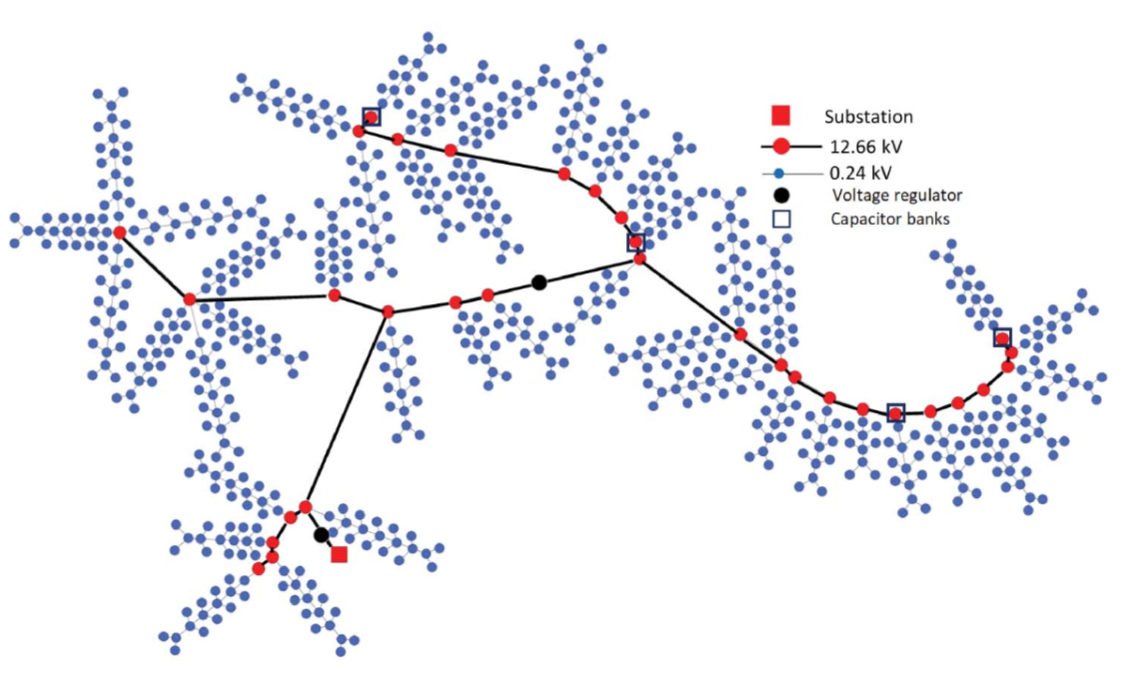 Substation
12.66 kV
0.24 kV
Voltage regulator
Capacitor banks